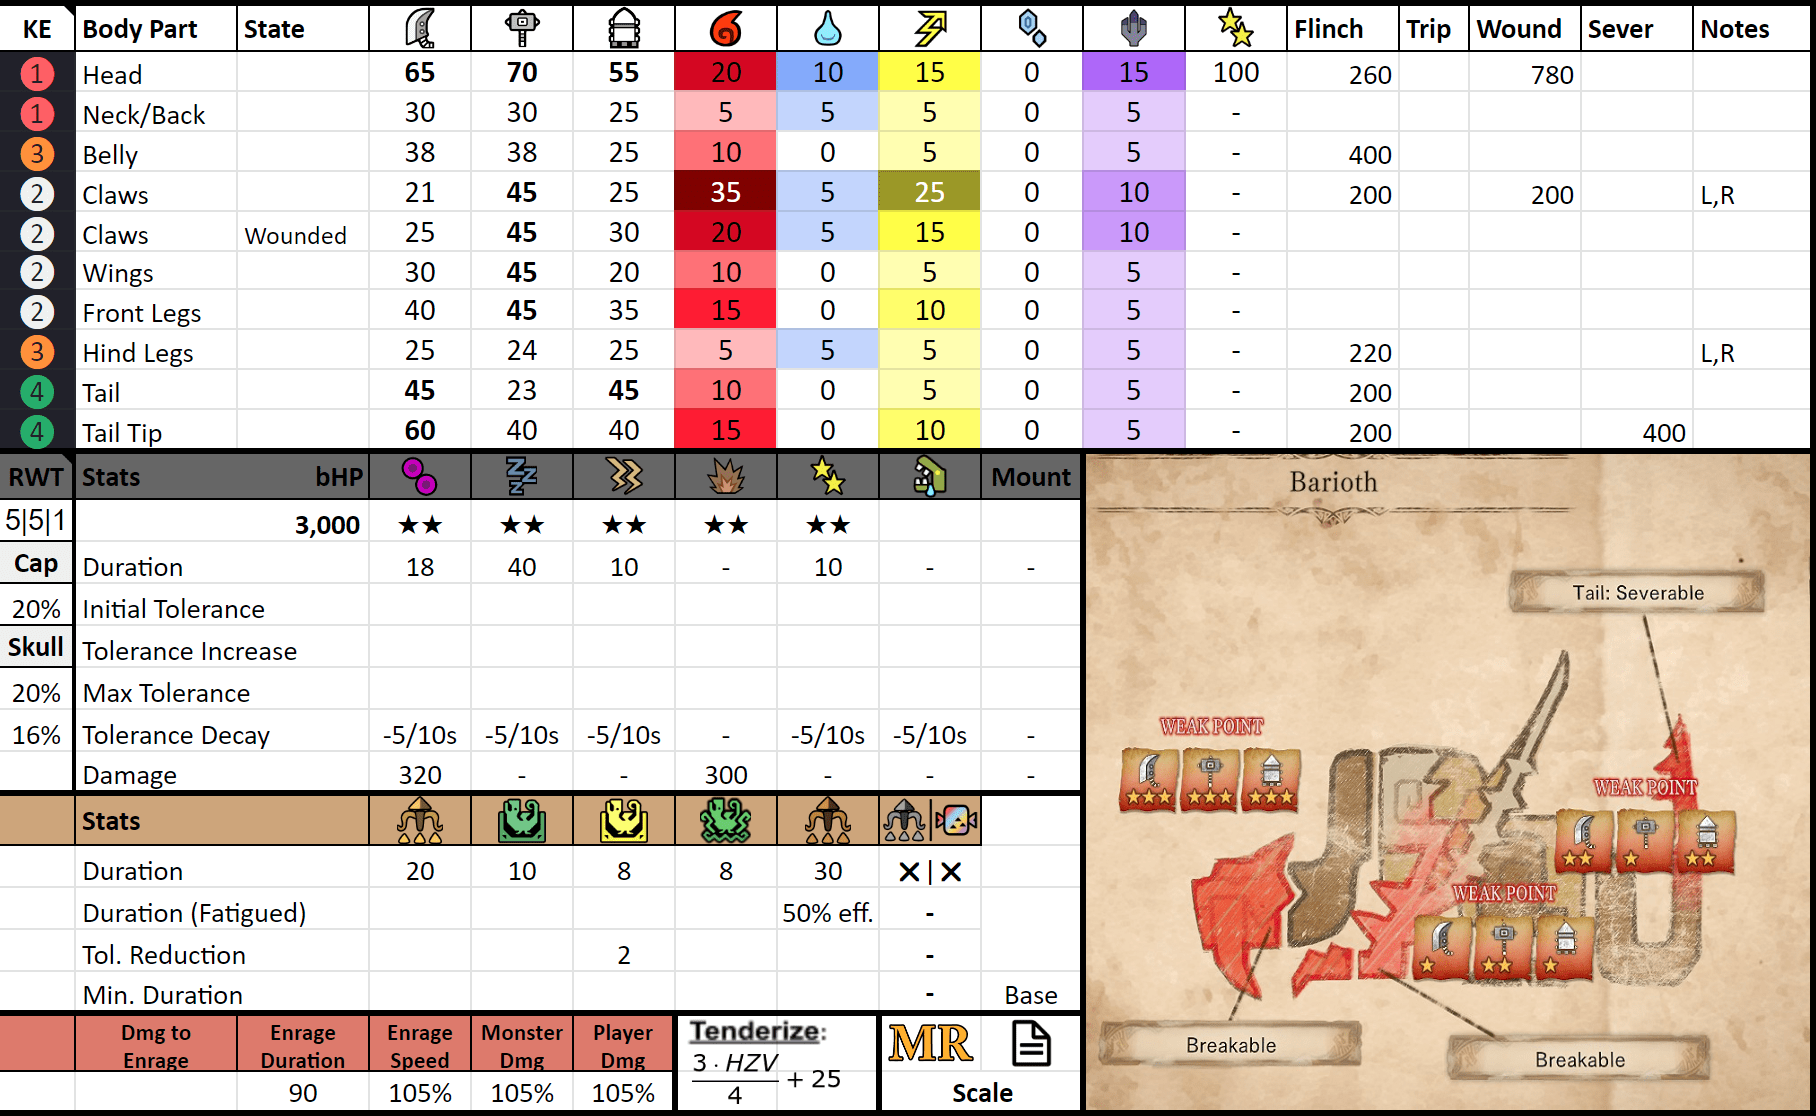 KE Body Part State Flinch Trip Wound Sever Notes
1 Head 65 70 55 20 10 15 0 15 100 260 780
1 Neck/Back 30 30 25 5 5 5 0 5 -
3 Belly 38 38 25 10 0 5 0 5 - 400
2 Claws 21 45 25 35 5 25 0 10 - 200 200 L,R
2 Claws Wounded 25 45 30 20 5 15 0 10 -
2 Wings 30 45 20 10 0 5 0 5 -
2 Front Legs 40 45 35 15 0 10 0 5 -
3 Hind Legs 25 24 25 5 5 5 0 5 - 220 L,R
4 Tail 45 23 45 10 0 5 0 5 - 200
4 Tail Tip 60 40 40 15 0 10 0 5 - 200 400
RWT Stats bHP Mount
5|5|1 3,000 ★★ ★★ ★★ ★★ ★★
Cap Duration 18 40 10 - 10 - -
20% Initial Tolerance
Skull Tolerance Increase
20% Max Tolerance
16% Tolerance Decay -5/10s -5/10s -5/10s - -5/10s -5/10s -
Damage 320 - - 300 - - -
Stats
Duration 20 10 8 8 30 ✕|✕
Duration (Fatigued) 50% eff. -
Tol. Reduction 2 -
Min. Duration - Base
Dmg to Enrage
Enrage Duration
Enrage Speed
Monster Dmg
Player Dmg
90 105% 105% 105%
Tenderize:
3 · HZV
4
+ 25
MR
Scale
Barioth
Tail: Severable
WEAK POINT
WEAK POINT
WEAK POINT
Breakable
Breakable